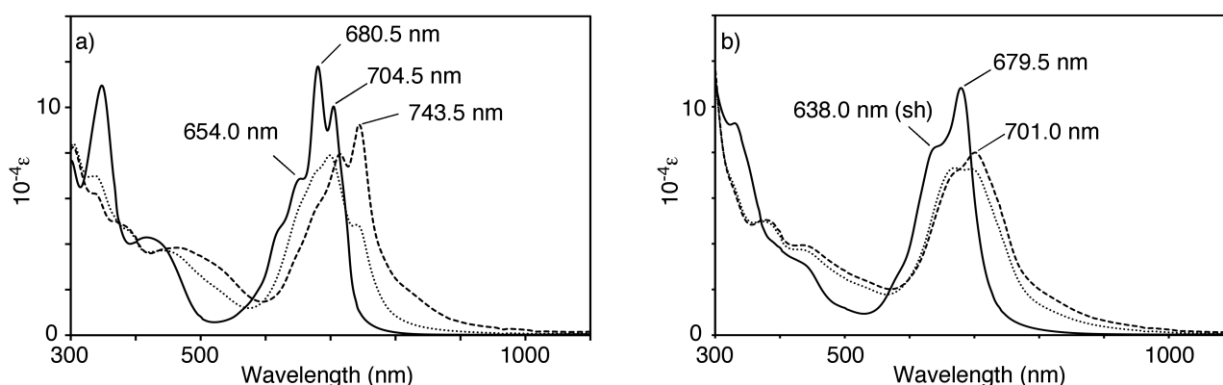 a)
680.5 nm
704.5 nm
743.5 nm
654.0 nm
10
0
10⁻⁴ε
300
500
1000
Wavelength (nm)
b)
679.5 nm
638.0 nm (sh)
701.0 nm
10
0
10⁻⁴ε
300
500
1000
Wavelength (nm)